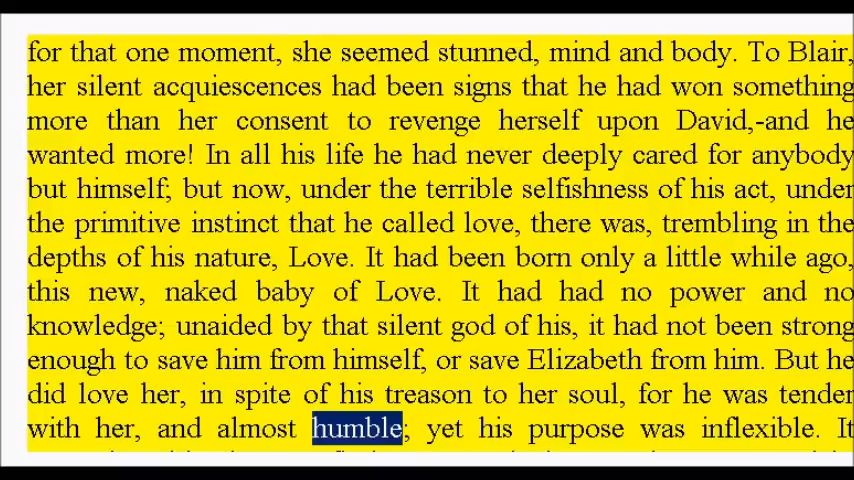 for that one moment, she seemed stunned, mind and body. To Blair,
her silent acquiescences had been signs that he had won something
more than her consent to revenge herself upon David,-and he
wanted more! In all his life he had never deeply cared for anybody
but himself; but now, under the terrible selfishness of his act, under
the primitive instinct that he called love, there was, trembling in the
depths of his nature, Love. It had been born only a little while ago,
this new, naked baby of Love. It had had no power and no
knowledge; unaided by that silent god of his, it had not been strong
enough to save him from himself, or save Elizabeth from him. But he
did love her, in spite of his treason to her soul, for he was tender
with her, and almost humble; yet his purpose was inflexible. It